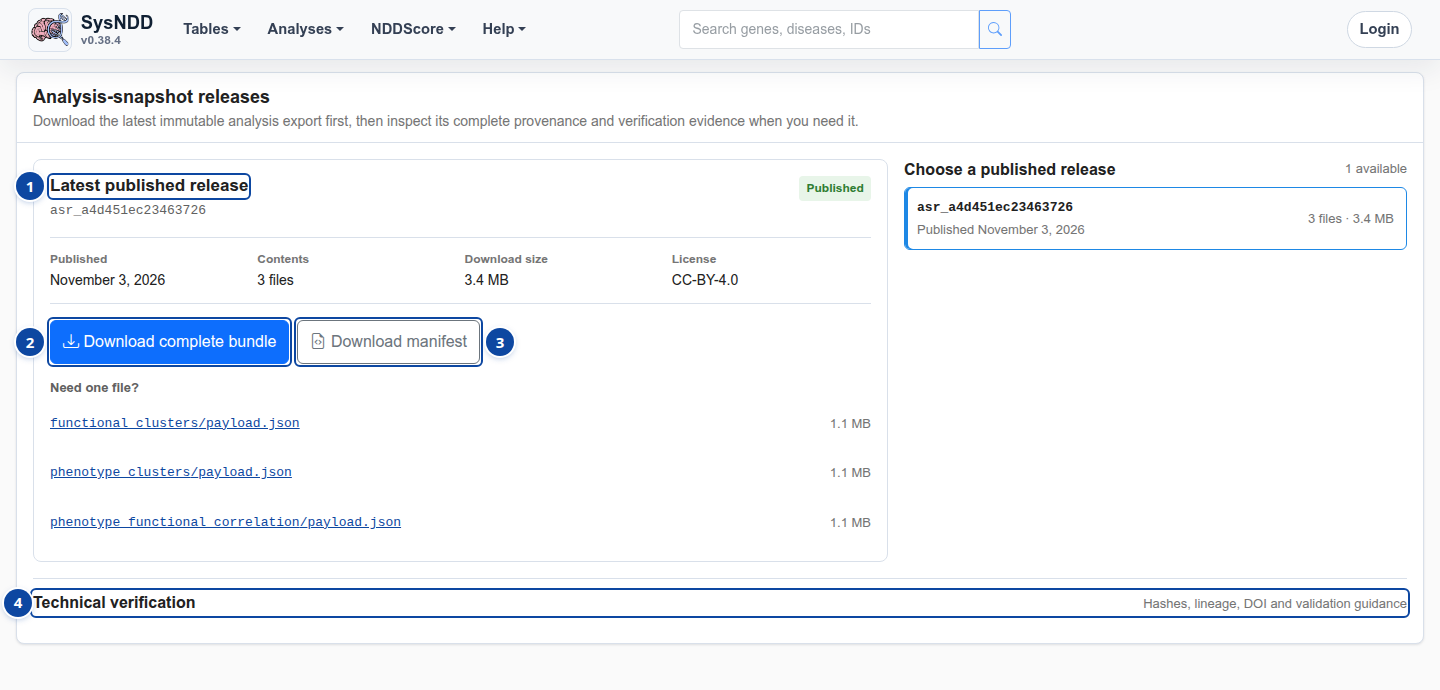 SysNDD
v0.38.4
Tables
Analyses
NDDScore
Help
Search genes, diseases, IDs
Login
Analysis-snapshot releases
Download the latest immutable analysis export first, then inspect its complete provenance and verification evidence when you need it.
1
Latest published release
Published
asr_a4d451ec23463726
Published
Contents
Download size
License
November 3, 2026
3 files
3.4 MB
CC-BY-4.0
2
Download complete bundle
Download manifest
3
Need one file?
functional_clusters/payload.json
1.1 MB
phenotype_clusters/payload.json
1.1 MB
phenotype_functional_correlation/payload.json
1.1 MB
Choose a published release
1 available
asr_a4d451ec23463726
Published November 3, 2026
3 files · 3.4 MB
4
Technical verification
Hashes, lineage, DOI and validation guidance